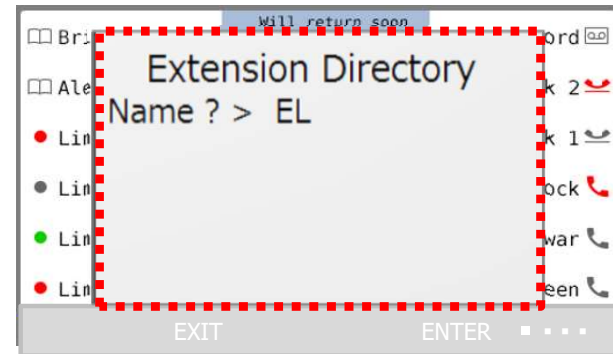 Will return soon
Bri
ord
Extension Directory
Ale
k 2
Name ? > EL
Lin
k 1
Lin
ock
Lin
war
Lin
een
EXIT ENTER